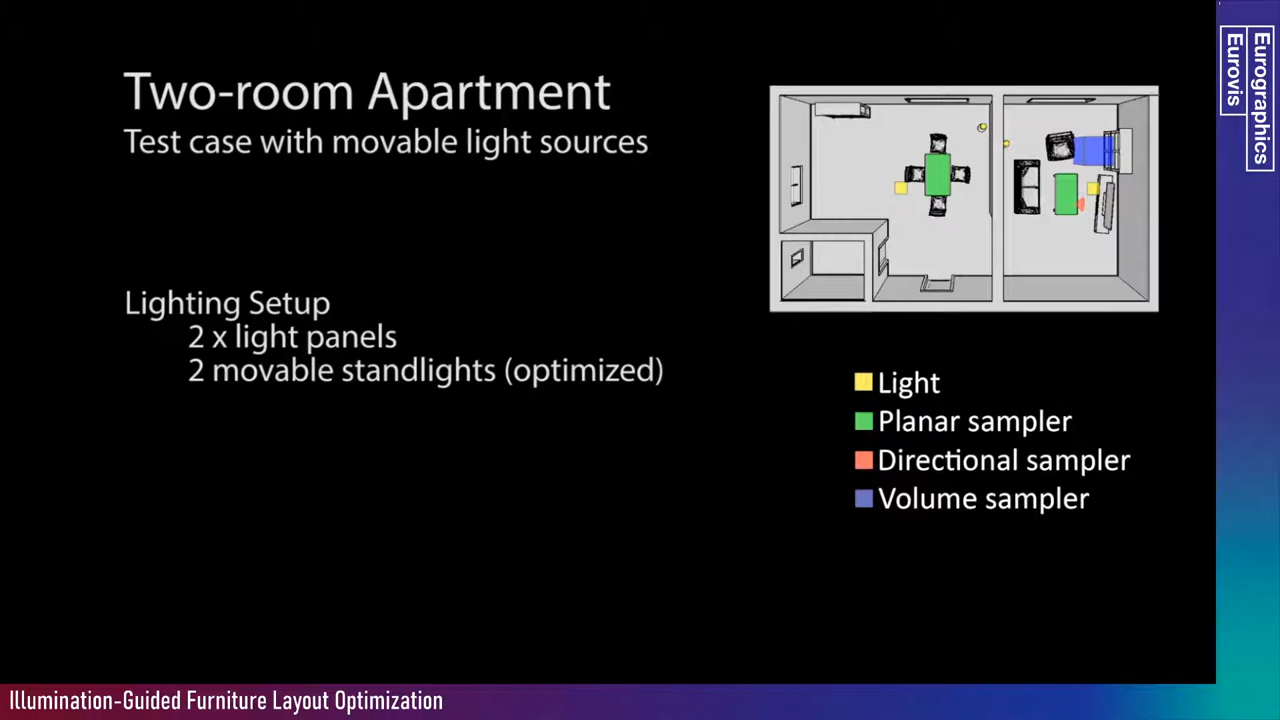 Two-room Apartment
Test case with movable light sources
Lighting Setup
2 x light panels
2 movable standlights (optimized)
Light
Planar sampler
Directional sampler
Volume sampler
Eurographics
Eurovis
Illumination-Guided Furniture Layout Optimization